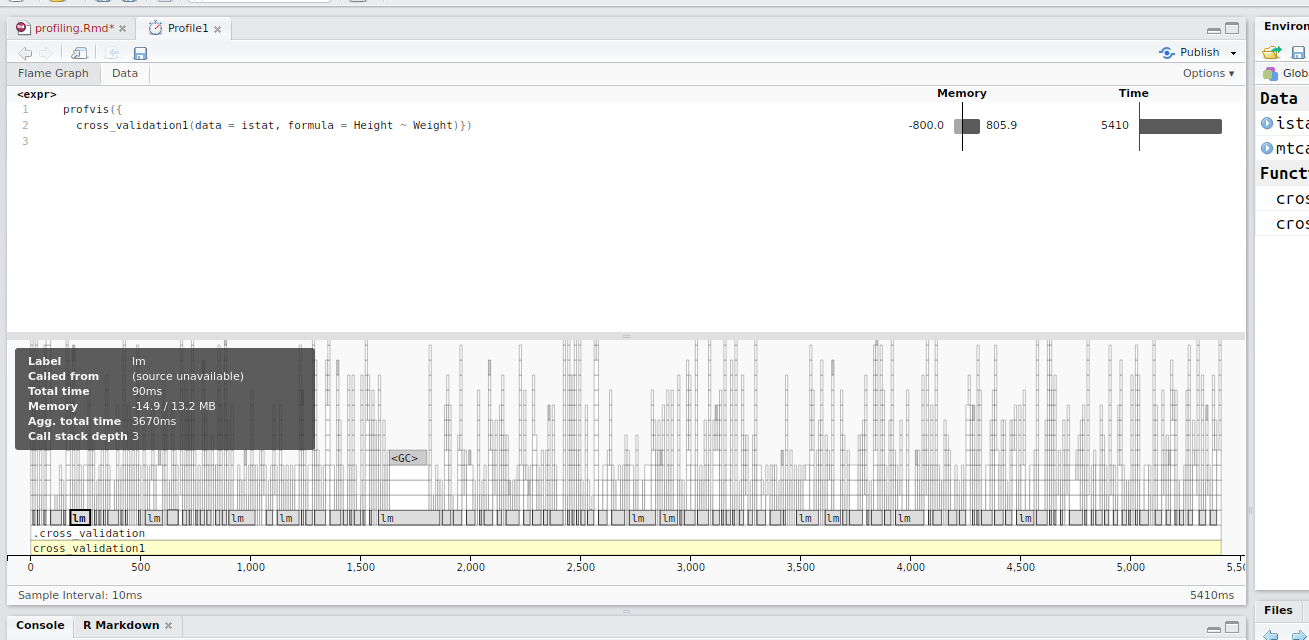 profiling.Rmd* Profile1
Publish
Flame Graph Data Options
<expr> Memory Time
1 profvis({
2 cross_validation1(data = istat, formula = Height ~ Weight)}) -800.0 805.9 5410
3
Label lm
Called from (source unavailable)
Total time 90ms
Memory -14.9 / 13.2 MB
Agg. total time 3670ms
Call stack depth 3
<GC>
lm lm lm lm lm lm lm lm lm lm lm
.cross_validation
cross_validation1
0 500 1,000 1,500 2,000 2,500 3,000 3,500 4,000 4,500 5,000 5,50
Sample Interval: 10ms 5410ms
Console R Markdown
Environ
Glob
Data
ista
mtca
Funct
cros
cros
Files